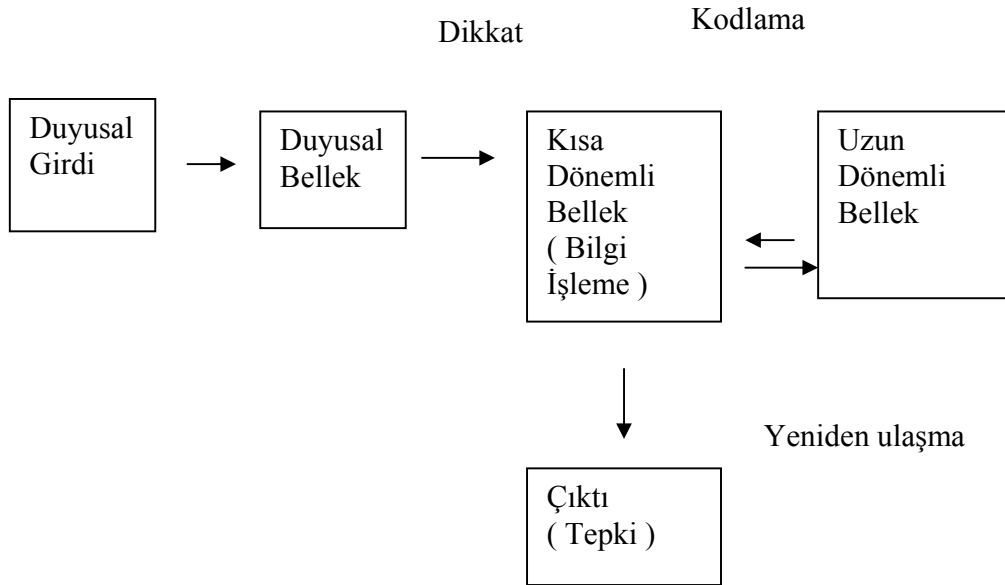 Dikkat
Kodlama
Duyusal
Girdi
Duyusal
Bellek
Kısa
Dönemli
Bellek
( Bilgi
İşleme )
Uzun
Dönemli
Bellek
Yeniden ulaşma
Çıktı
( Tepki )